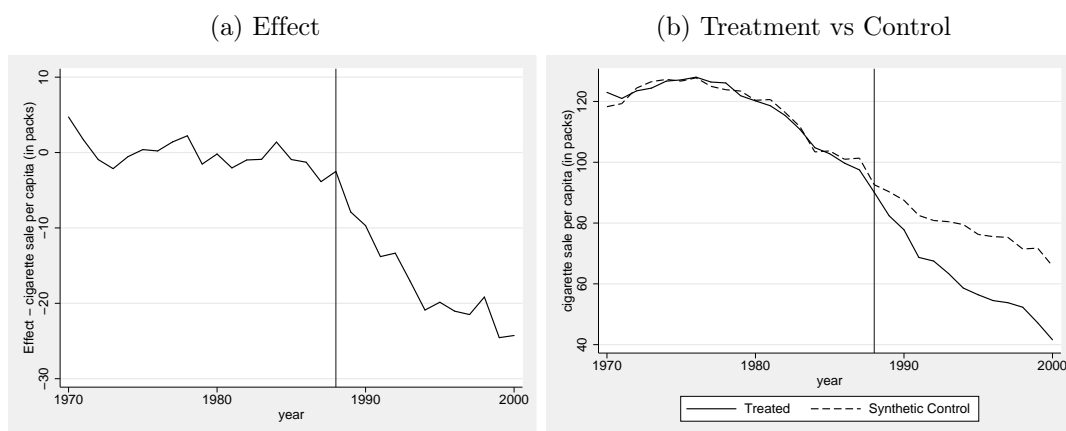 (a) Effect
Effect − cigarette sale per capita (in packs)
10
0
−10
−20
−30
1970
1980
1990
2000
year
(b) Treatment vs Control
cigarette sale per capita (in packs)
120
100
80
60
40
1970
1980
1990
2000
year
Treated
Synthetic Control